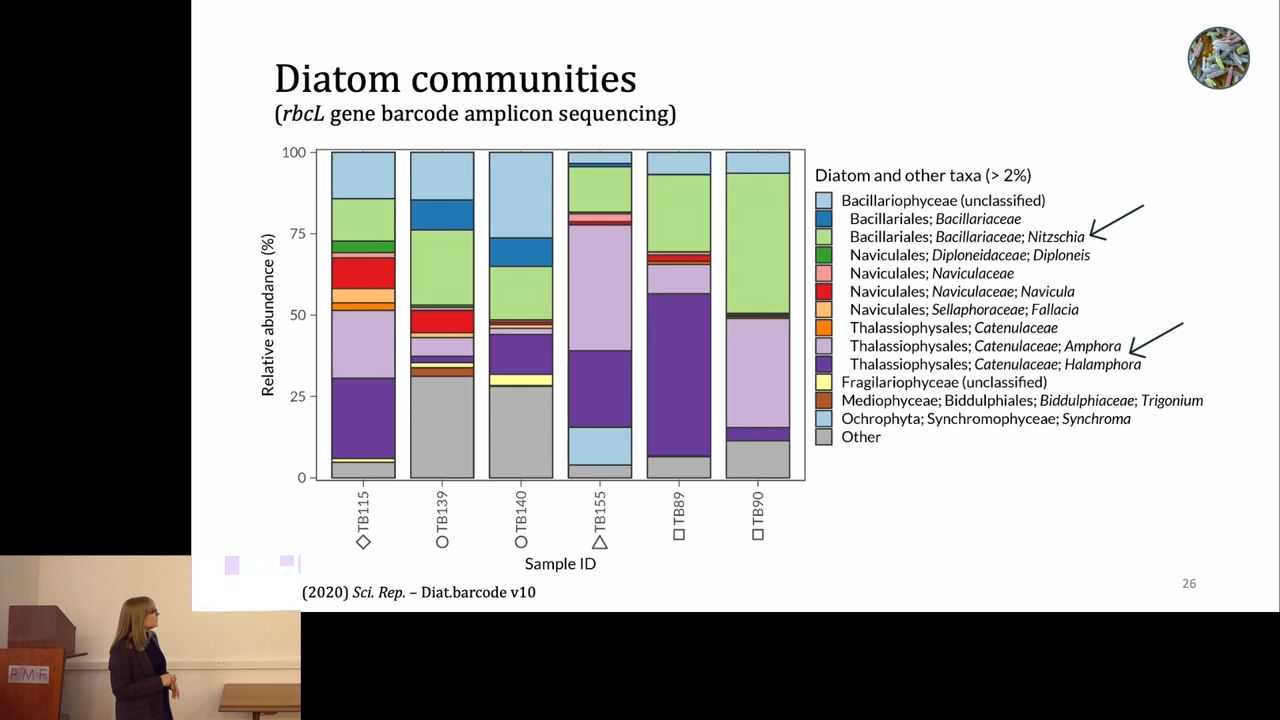 Diatom communities
(rbcL gene barcode amplicon sequencing)
100
75
50
25
0
Relative abundance (%)
TB115
TB139
TB140
TB155
TB89
TB90
Sample ID
Diatom and other taxa (> 2%)
Bacillariophyceae (unclassified)
Bacillariales; Bacillariaceae
Bacillariales; Bacillariaceae; Nitzschia
Naviculales; Diploneidaceae; Diploneis
Naviculales; Naviculaceae
Naviculales; Naviculaceae; Navicula
Naviculales; Sellaphoraceae; Fallacia
Thalassiophysales; Catenulaceae
Thalassiophysales; Catenulaceae; Amphora
Thalassiophysales; Catenulaceae; Halamphora
Fragilariophyceae (unclassified)
Mediophyceae; Biddulphiales; Biddulphiaceae; Trigonium
Ochrophyta; Synchromophyceae; Synchroma
Other
(2020) Sci. Rep. – Diat.barcode v10
26
PMF